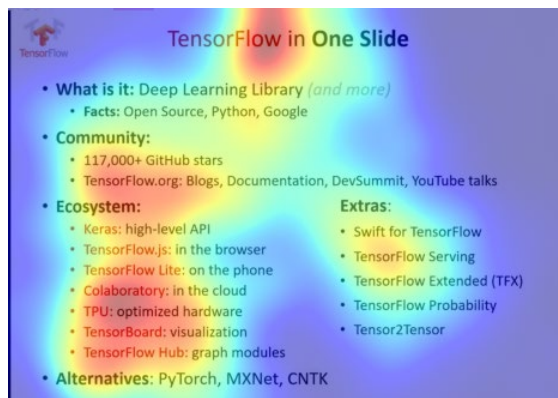 TensorFlow
TensorFlow in One Slide
• What is it: Deep Learning Library (and more)
• Facts: Open Source, Python, Google
• Community:
• 117,000+ GitHub stars
• TensorFlow.org: Blogs, Documentation, DevSummit, YouTube talks
• Ecosystem:
• Keras: high-level API
• TensorFlow.js: in the browser
• TensorFlow Lite: on the phone
• Colaboratory: in the cloud
• TPU: optimized hardware
• TensorBoard: visualization
• TensorFlow Hub: graph modules
• Alternatives: PyTorch, MXNet, CNTK
Extras:
• Swift for TensorFlow
• TensorFlow Serving
• TensorFlow Extended (TFX)
• TensorFlow Probability
• Tensor2Tensor